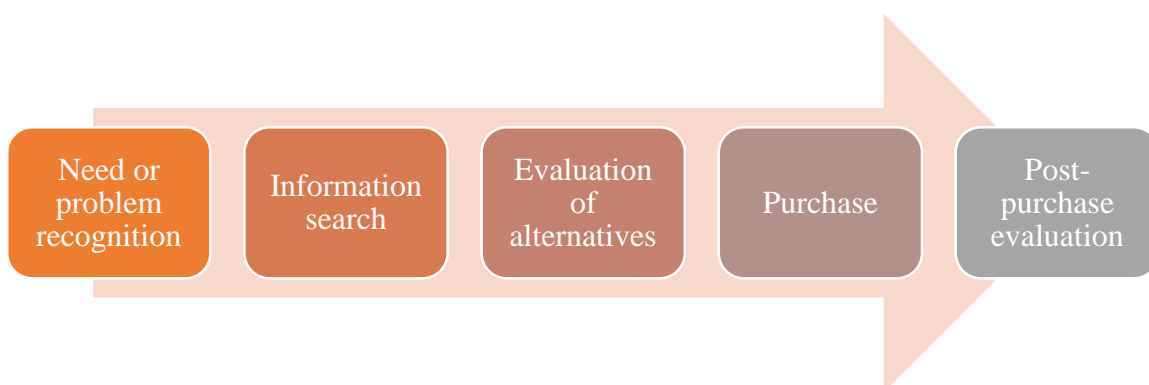 Need or
problem
recognition
Information
search
Evaluation
of
alternatives
Purchase
Post-
purchase
evaluation